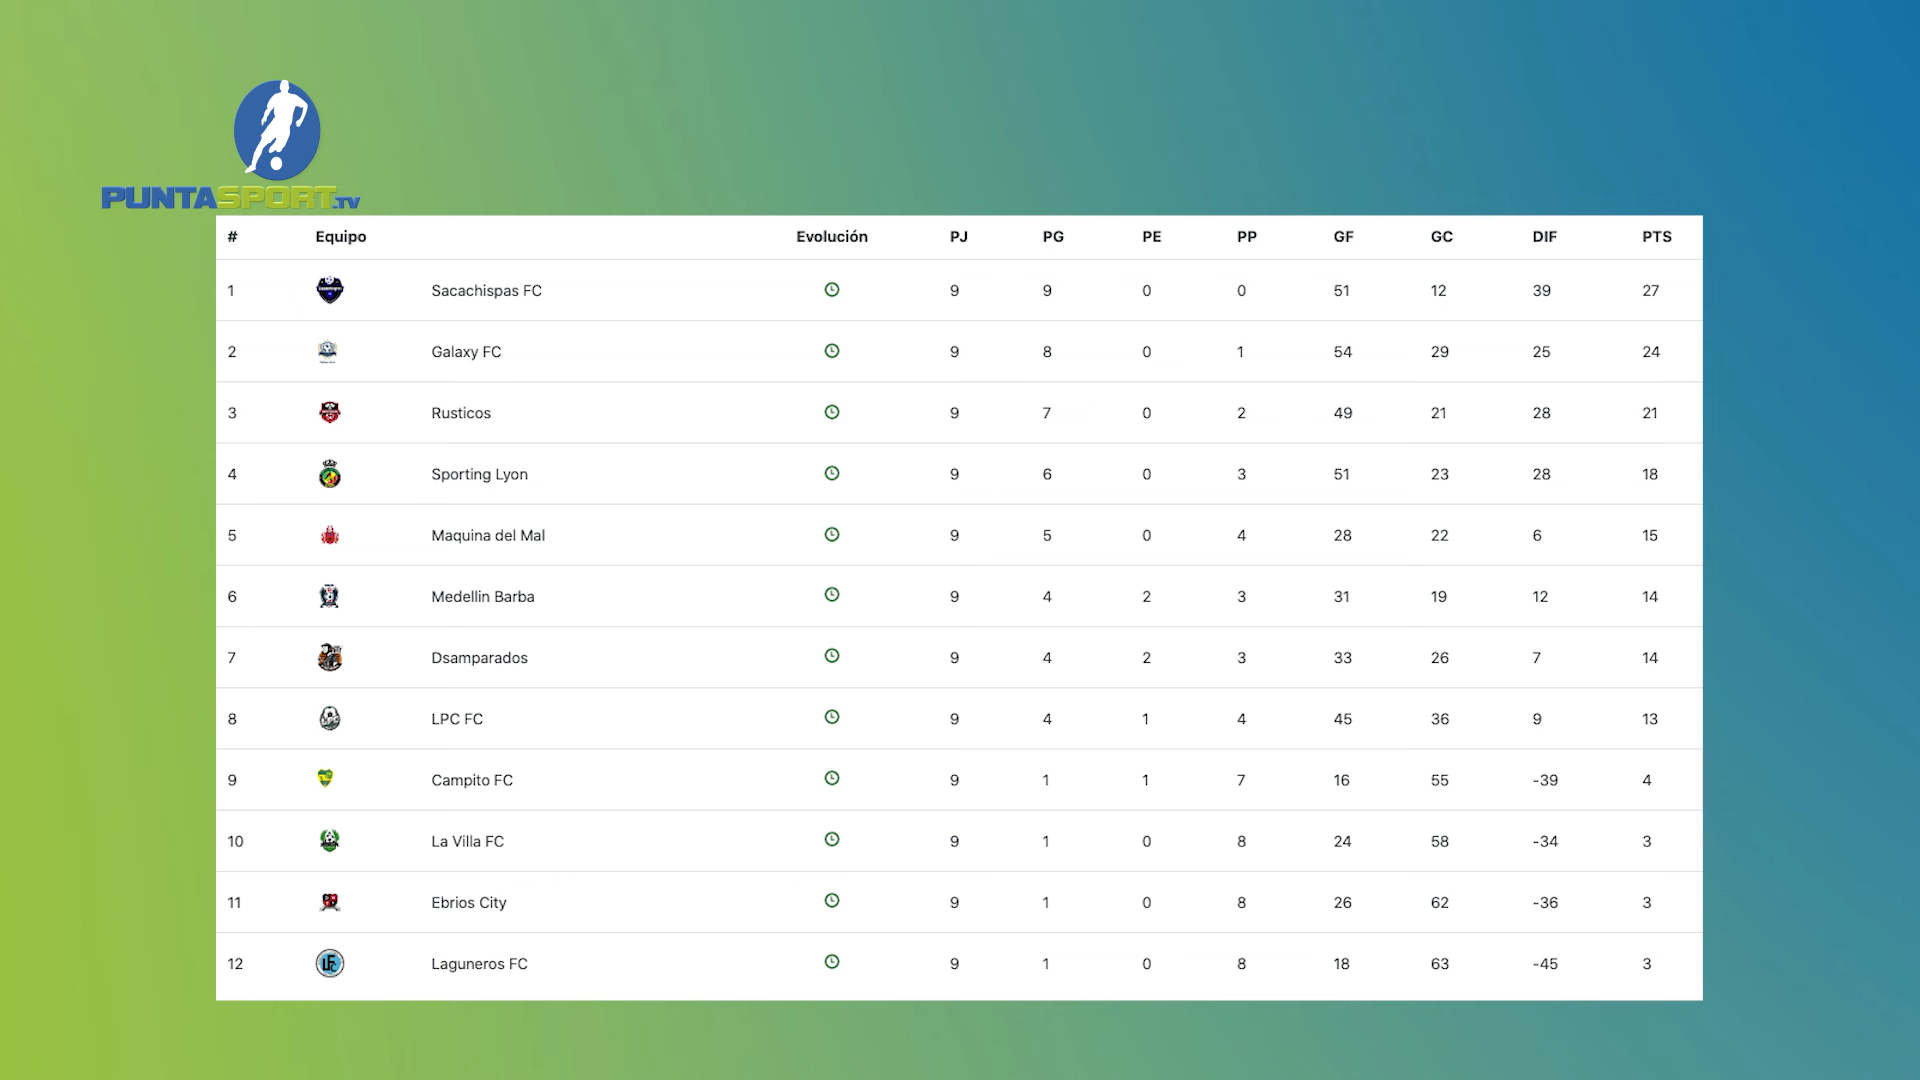 PUNTASPORT.TV
# Equipo Evolución PJ PG PE PP GF GC DIF PTS
1 Sacachispas FC 9 9 0 0 51 12 39 27
2 Galaxy FC 9 8 0 1 54 29 25 24
3 Rusticos 9 7 0 2 49 21 28 21
4 Sporting Lyon 9 6 0 3 51 23 28 18
5 Maquina del Mal 9 5 0 4 28 22 6 15
6 Medellin Barba 9 4 2 3 31 19 12 14
7 Dsamparados 9 4 2 3 33 26 7 14
8 LPC FC 9 4 1 4 45 36 9 13
9 Campito FC 9 1 1 7 16 55 -39 4
10 La Villa FC 9 1 0 8 24 58 -34 3
11 Ebrios City 9 1 0 8 26 62 -36 3
12 Laguneros FC 9 1 0 8 18 63 -45 3